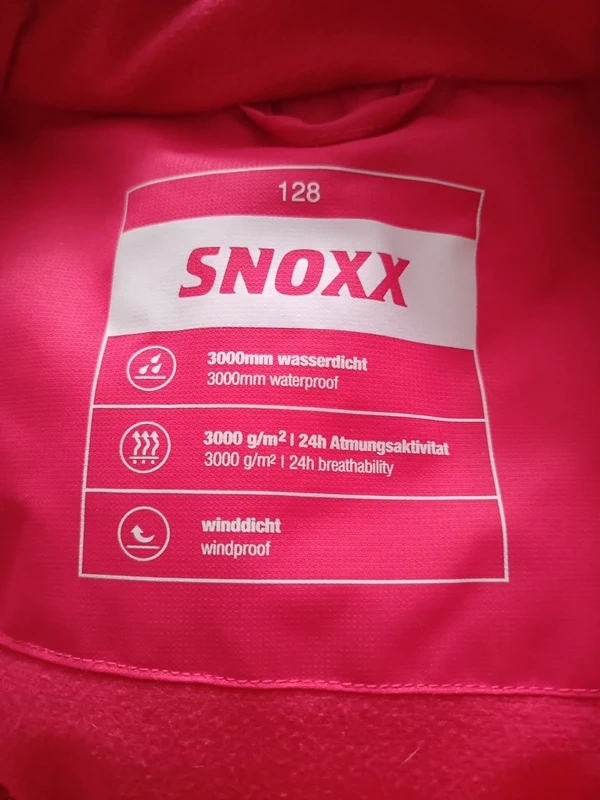 128
SNOXX
3000mm wasserdicht
3000mm waterproof
3000 g/m² | 24h Atmungsaktivitat
3000 g/m² | 24h breathability
winddicht
windproof